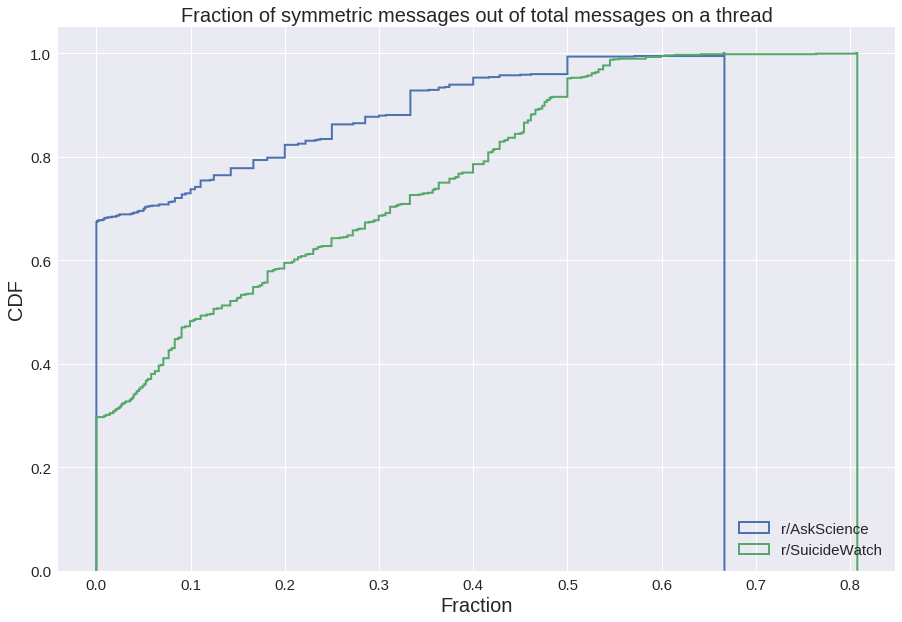 Fraction of symmetric messages out of total messages on a thread
CDF
1.0
0.8
0.6
0.4
0.2
0.0
0.0 0.1 0.2 0.3 0.4 0.5 0.6 0.7 0.8
Fraction
r/AskScience
r/SuicideWatch